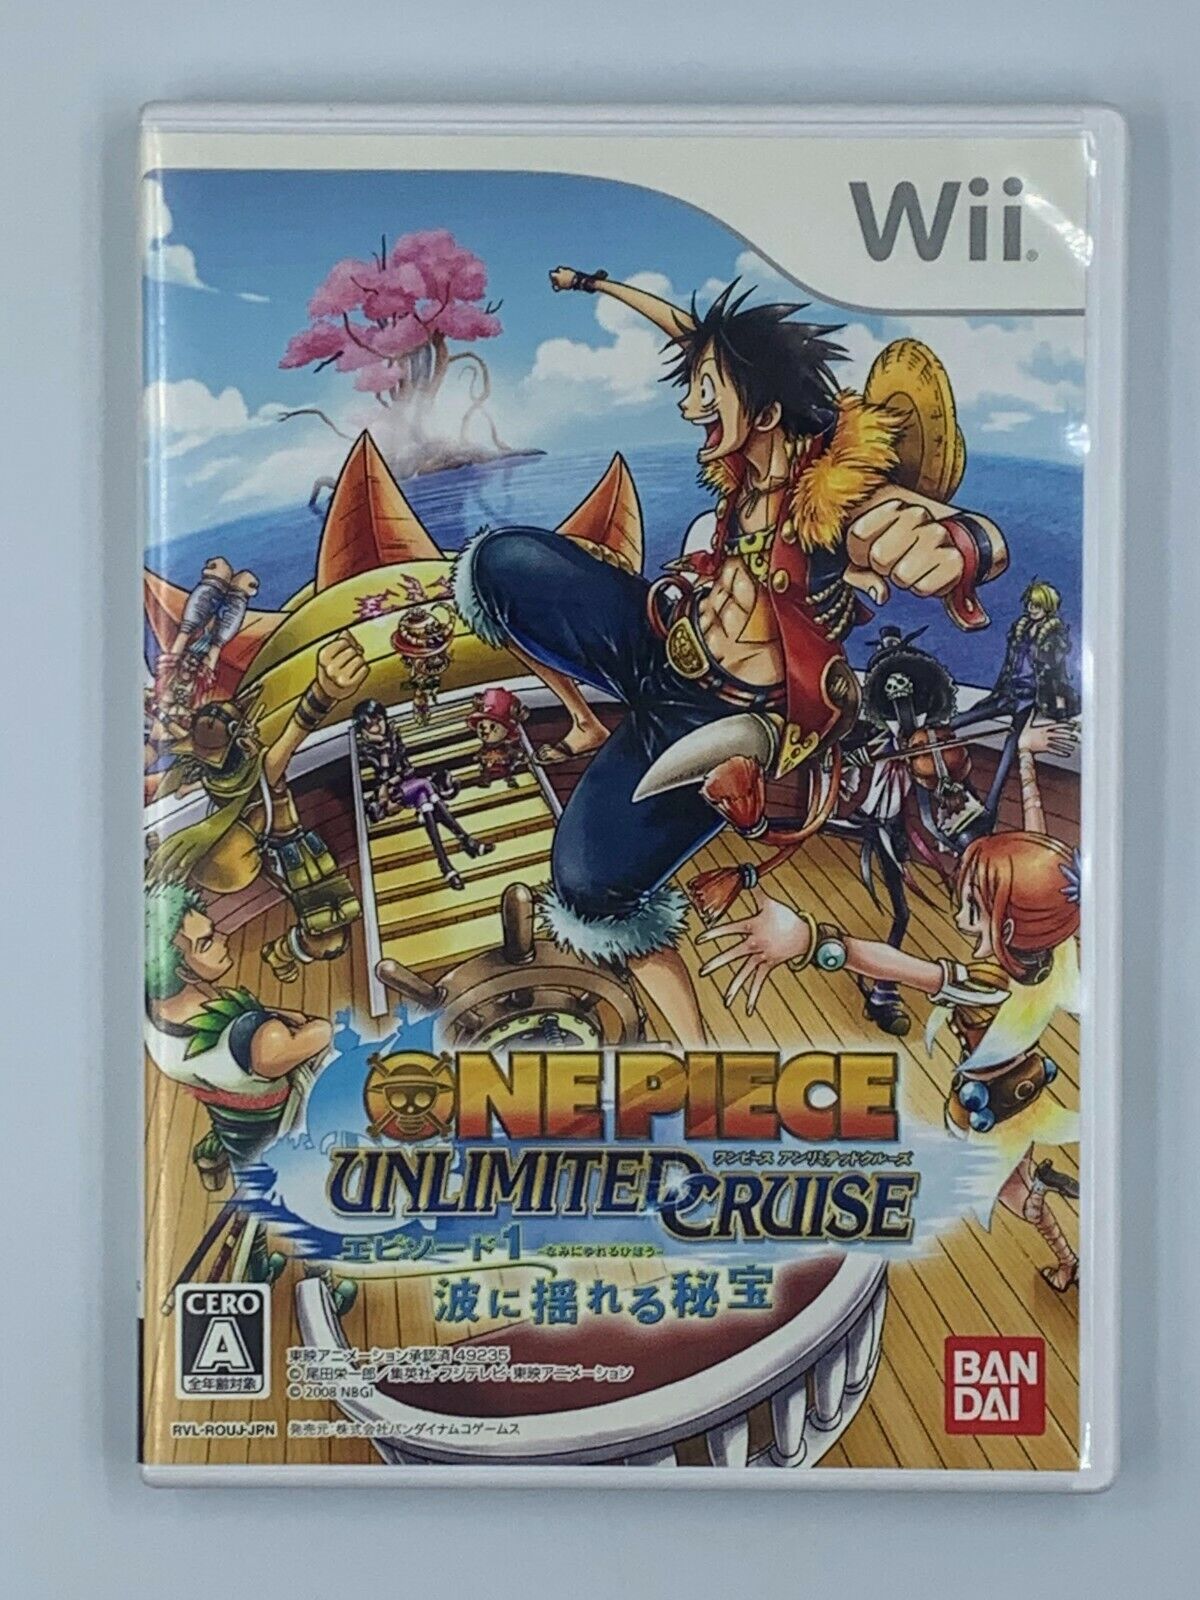 Wii
ONE PIECE
UNLIMITED CRUISE
ワンピース アンリミテッドクルーズ
エピソード1 -なみにゆれるひほう-
波に揺れる秘宝
CERO
A
全年齢対象
東映アニメーション承認済 49235
© 尾田栄一郎／集英社・フジテレビ・東映アニメーション
© 2008 NBGI
RVL-ROUJ-JPN 発売元:株式会社バンダイナムコゲームス
BAN
DAI